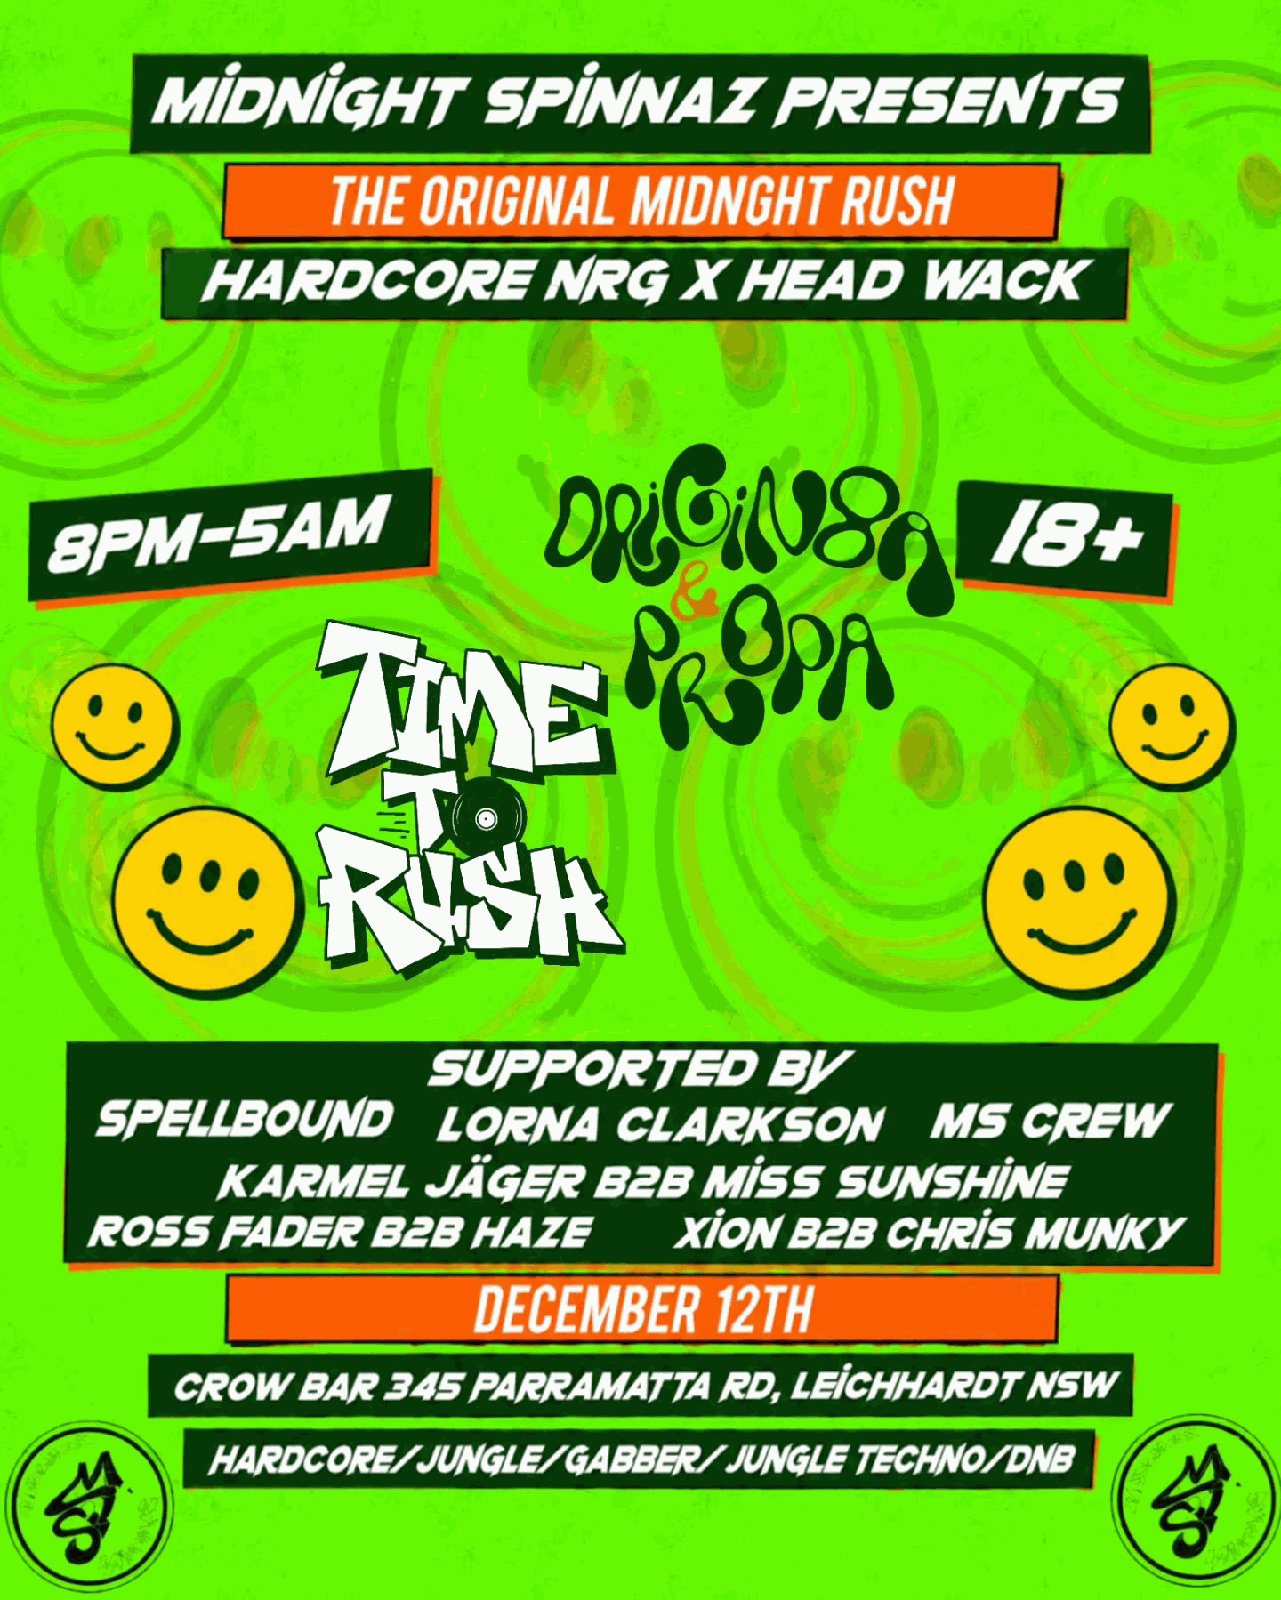 MiDNiGHT SPiNNAZ PRESENTS
THE ORIGINAL MIDNGHT RUSH
HARDCORE NRG X HEAD WACK
8PM-5AM
ORiGiN8A
18+
&
PROPA
TIME
TO
RUSH
SUPPORTED BY
SPELLBOUND LORNA CLARKSON MS CREW
KARMEL JÄGER B2B MiSS SUNSHiNE
ROSS FADER B2B HAZE XiON B2B CHRiS MUNKY
DECEMBER 12TH
CROW BAR 345 PARRAMATTA RD, LEiCHHARDT NSW
HARDCORE/JUNGLE/GABBER/JUNGLE TECHNO/DNB
MS
MS